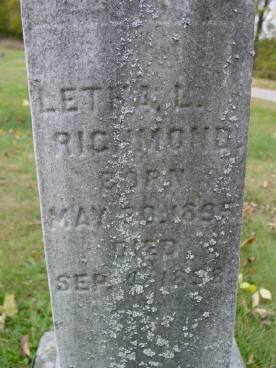 LETHA, L.
RICHMOND
BORN
MAY
DIED
SEP.